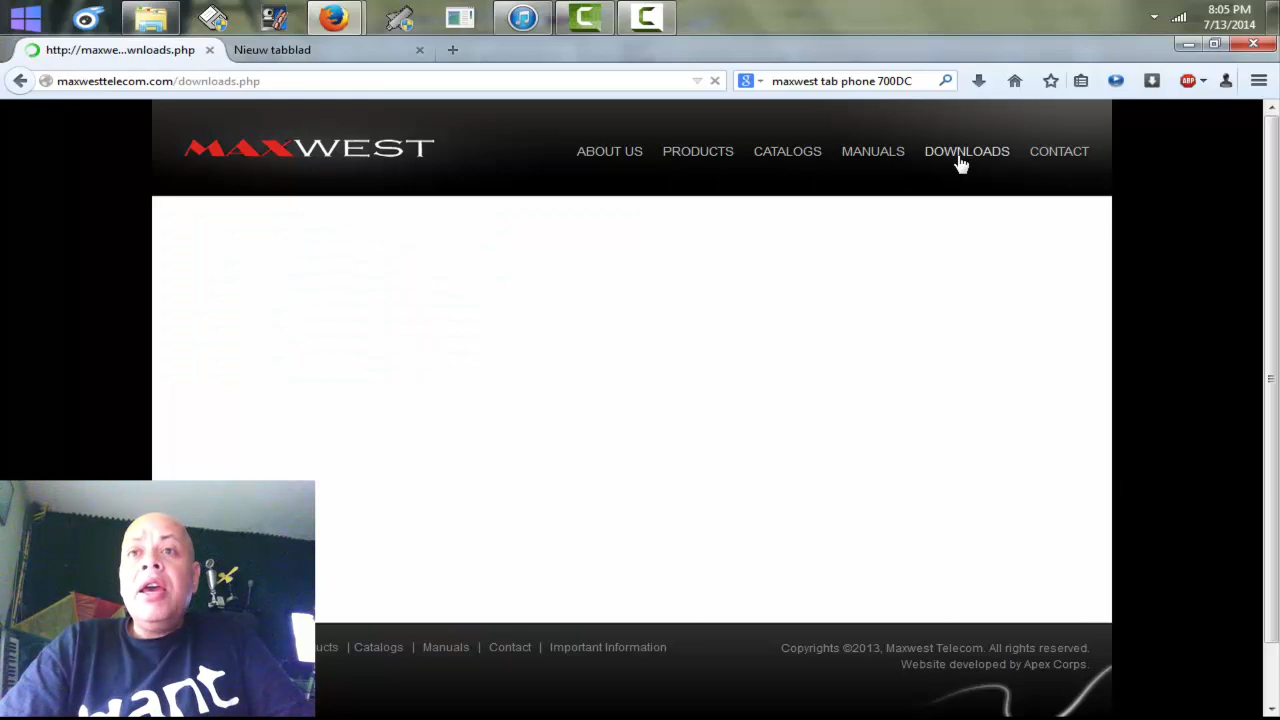 8:05 PM
7/13/2014
http://maxwe...wnloads.php
Nieuw tabblad
maxwesttelecom.com/downloads.php
maxwest tab phone 700DC
ABP
MAXWEST
ABOUT US PRODUCTS CATALOGS MANUALS DOWNLOADS CONTACT
ucts | Catalogs | Manuals | Contact | Important Information
Copyrights ©2013, Maxwest Telecom. All rights reserved.
Website developed by Apex Corps.
want